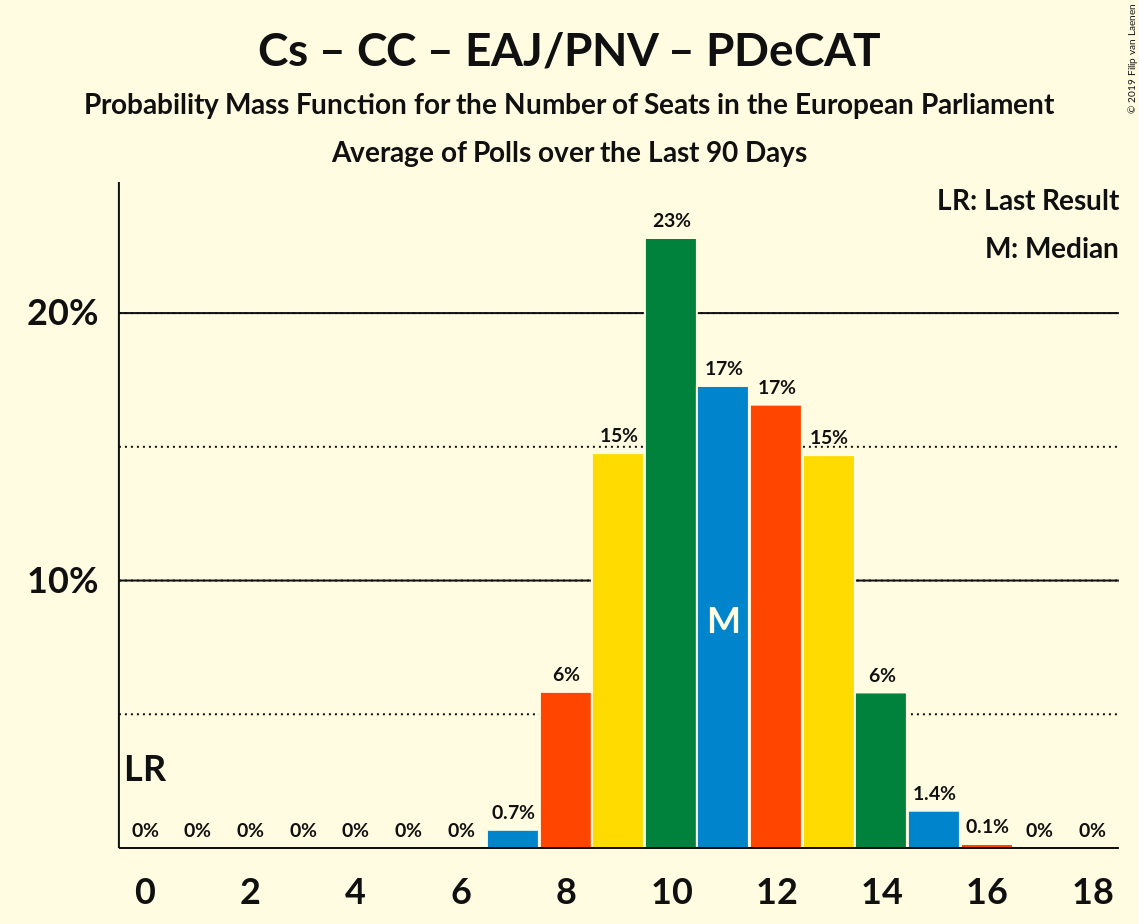 Cs – CC – EAJ/PNV – PDeCAT
Probability Mass Function for the Number of Seats in the European Parliament
Average of Polls over the Last 90 Days
© 2019 Filip van Laenen
LR: Last Result
M: Median
20%
10%
LR
0% 0% 0% 0% 0% 0% 0% 0.7% 6% 15% 23% 17% 17% 15% 6% 1.4% 0.1% 0% 0%
M
0 2 4 6 8 10 12 14 16 18